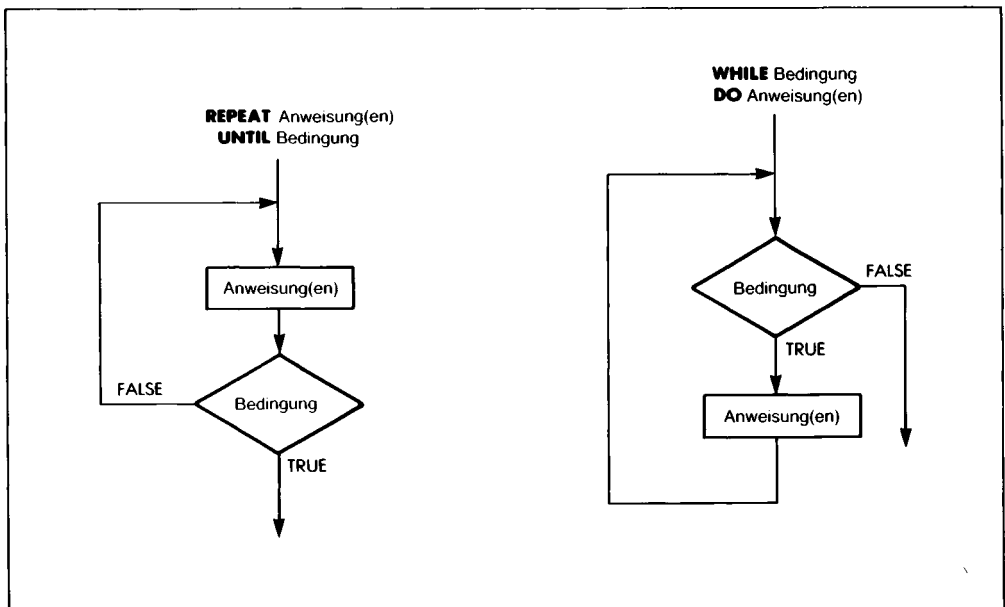 REPEAT Anweisung(en)
UNTIL Bedingung
Anweisung(en)
Bedingung
FALSE
TRUE
WHILE Bedingung
DO Anweisung(en)
Bedingung
FALSE
TRUE
Anweisung(en)